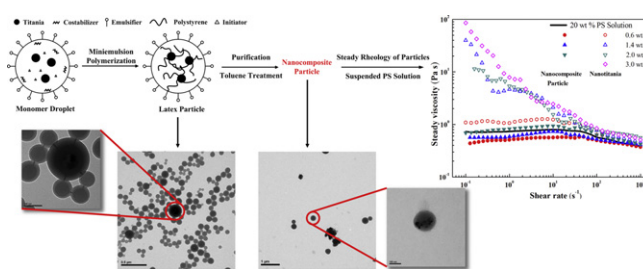 Titania
Costabilizer
Emulsifier
Polystyrene
Initiator
Miniemulsion
Polymerization
Purification
Toluene Treatment
Nanocomposite
Particle
Steady Rheology of Particles
Suspended PS Solution
Monomer Droplet
Latex Particle
Steady viscosity (Pa s)
20 wt % PS Solution
0.6 wt
1.4 wt
2.0 wt
3.0 wt
Nanocomposite
Particle
Nanotitania
Shear rate (s⁻¹)